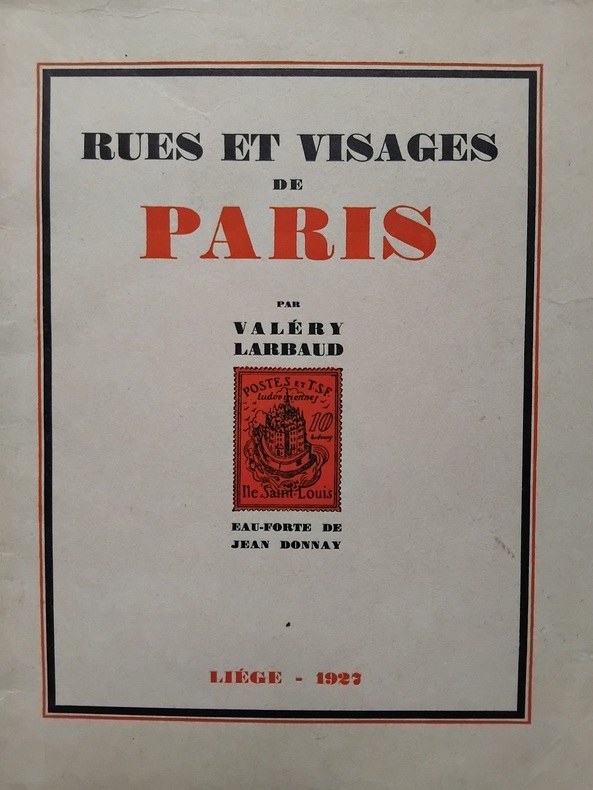 RUES ET VISAGES
DE
PARIS
PAR
VALÉRY
LARBAUD
POSTES ET T.S.F.
10
Ile Saint-Louis
EAU-FORTE DE
JEAN DONNAY
LIÉGE - 1927